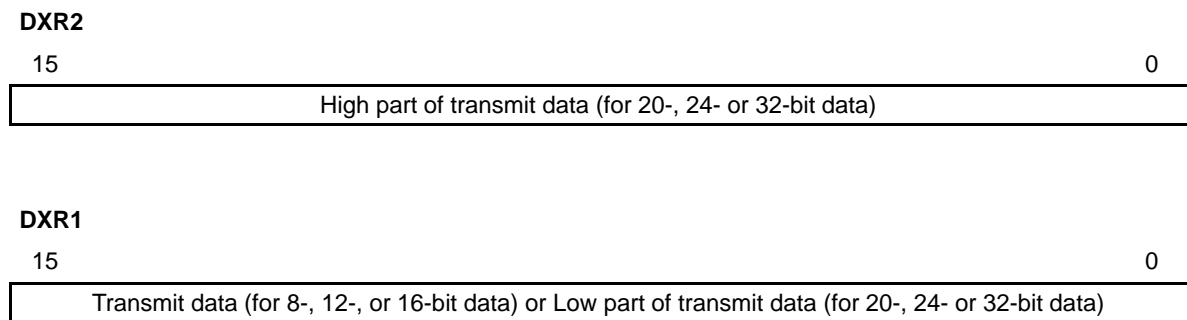 DXR2
15 0
High part of transmit data (for 20-, 24- or 32-bit data)
DXR1
15 0
Transmit data (for 8-, 12-, or 16-bit data) or Low part of transmit data (for 20-, 24- or 32-bit data)